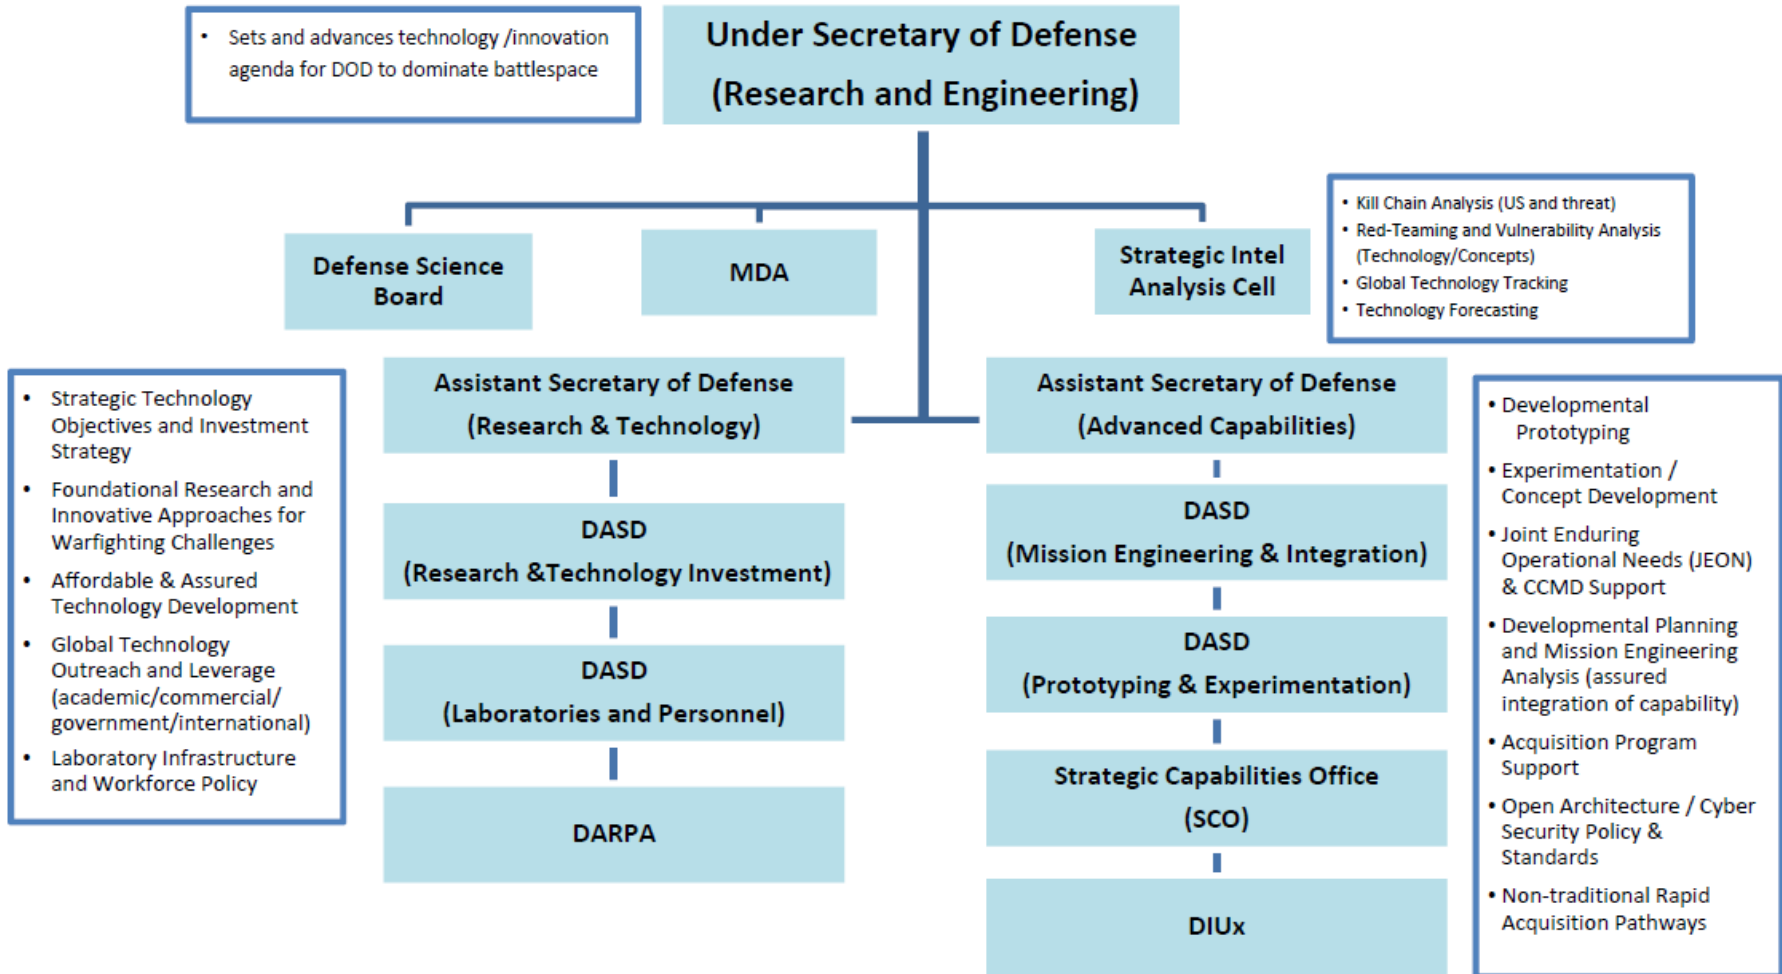 • Sets and advances technology /innovation
agenda for DOD to dominate battlespace
Under Secretary of Defense
(Research and Engineering)
Defense Science
Board
MDA
Strategic Intel
Analysis Cell
• Kill Chain Analysis (US and threat)
• Red-Teaming and Vulnerability Analysis
(Technology/Concepts)
• Global Technology Tracking
• Technology Forecasting
• Strategic Technology
Objectives and Investment
Strategy
• Foundational Research and
Innovative Approaches for
Warfighting Challenges
• Affordable & Assured
Technology Development
• Global Technology
Outreach and Leverage
(academic/commercial/
government/international)
• Laboratory Infrastructure
and Workforce Policy
Assistant Secretary of Defense
(Research & Technology)
DASD
(Research &Technology Investment)
DASD
(Laboratories and Personnel)
DARPA
Assistant Secretary of Defense
(Advanced Capabilities)
DASD
(Mission Engineering & Integration)
DASD
(Prototyping & Experimentation)
Strategic Capabilities Office
(SCO)
DIUx
• Developmental
Prototyping
• Experimentation /
Concept Development
• Joint Enduring
Operational Needs (JEON)
& CCMD Support
• Developmental Planning
and Mission Engineering
Analysis (assured
integration of capability)
• Acquisition Program
Support
• Open Architecture / Cyber
Security Policy &
Standards
• Non-traditional Rapid
Acquisition Pathways